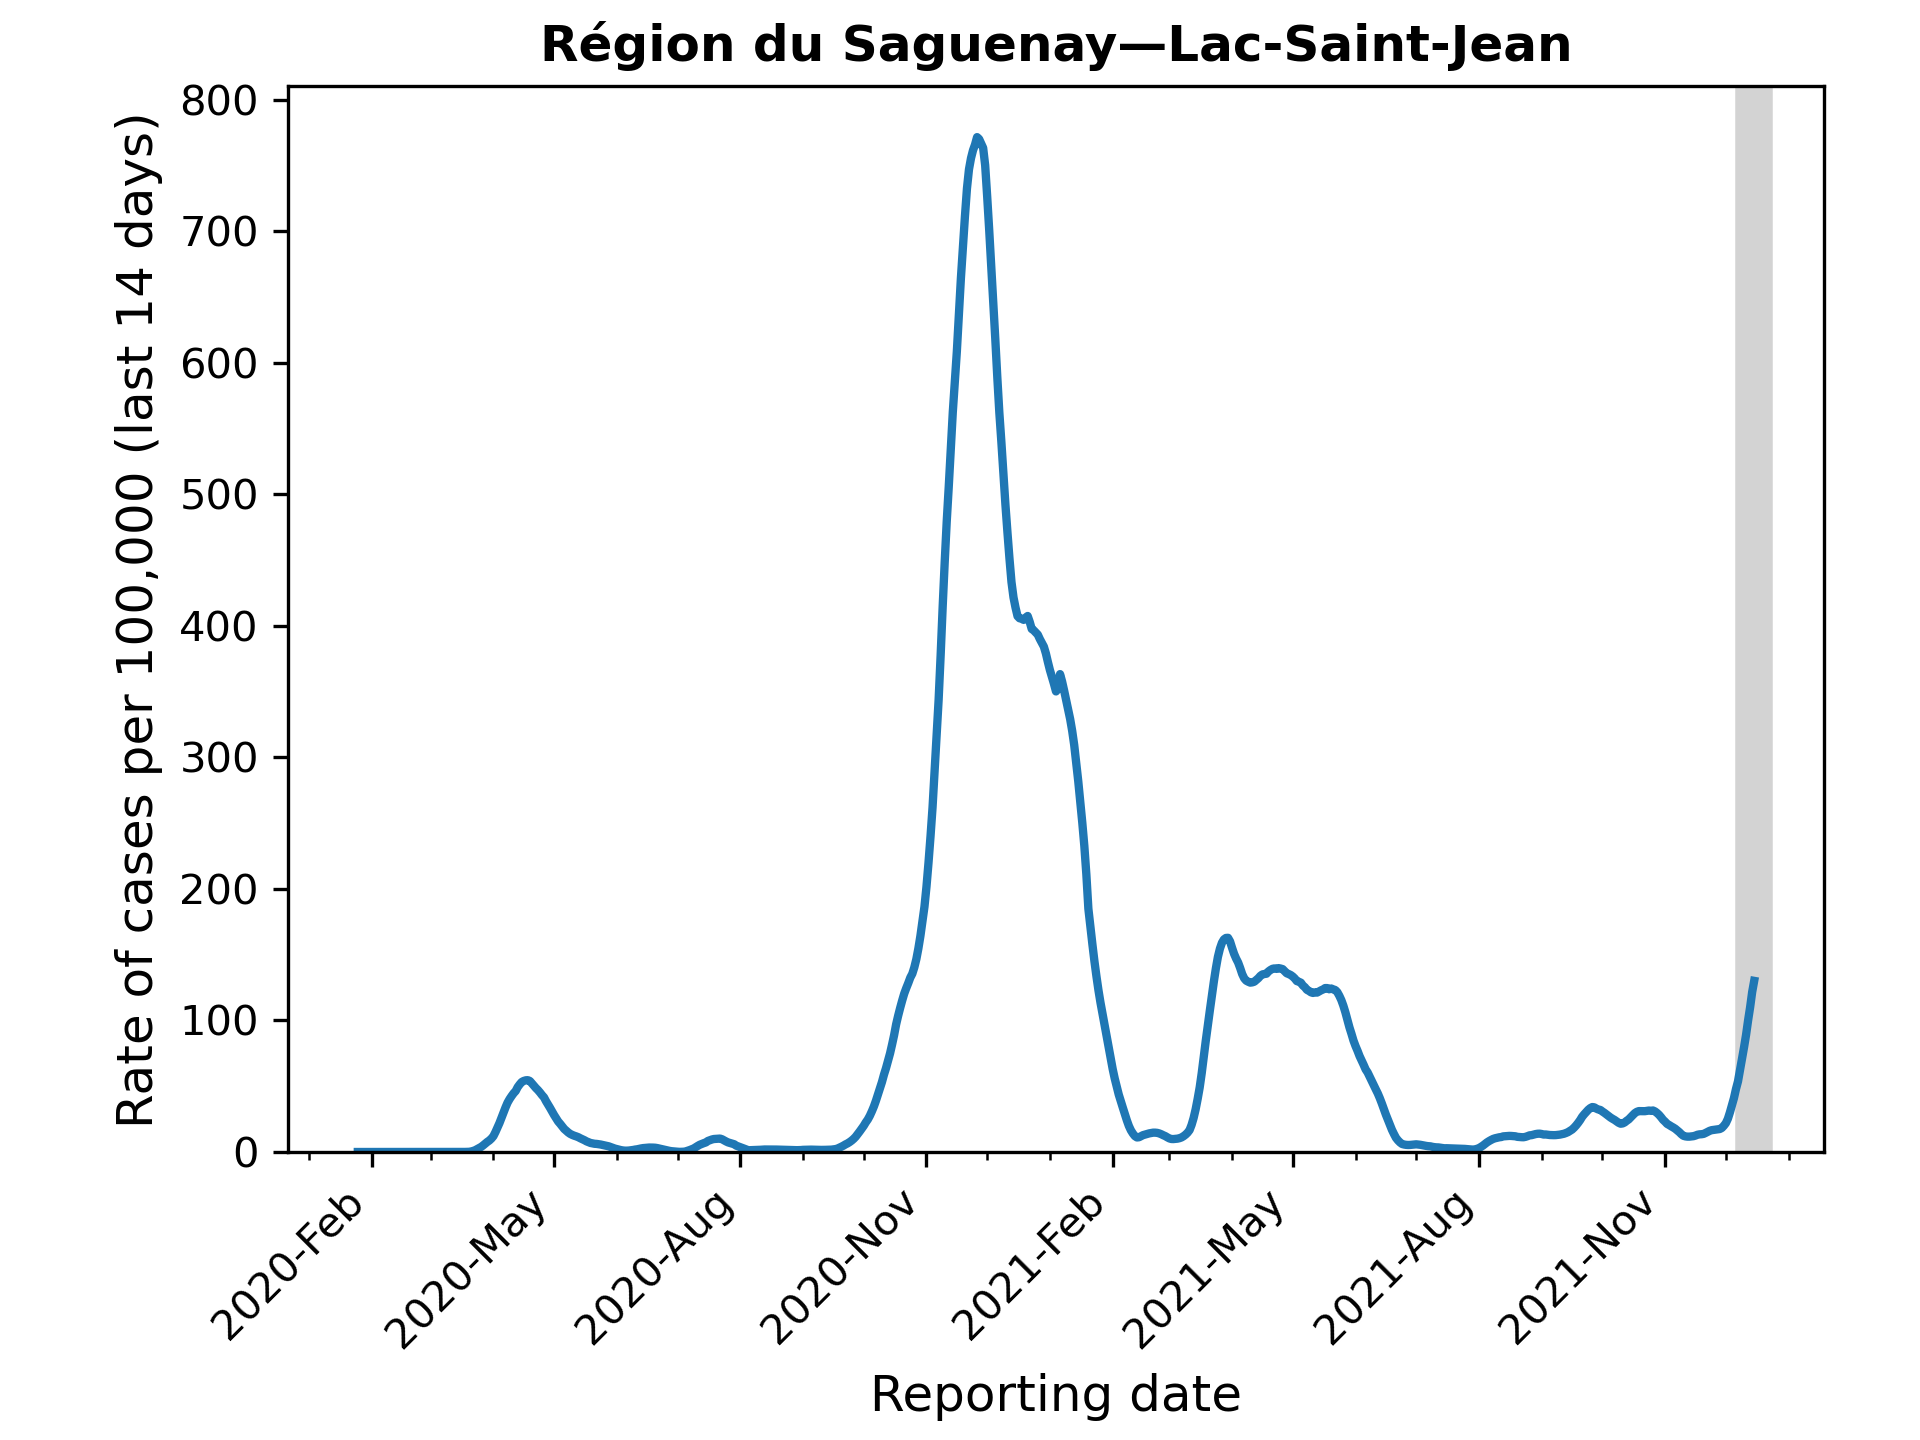 Région du Saguenay—Lac-Saint-Jean
Rate of cases per 100,000 (last 14 days)
800
700
600
500
400
300
200
100
0
2020-Feb
2020-May
2020-Aug
2020-Nov
2021-Feb
2021-May
2021-Aug
2021-Nov
Reporting date